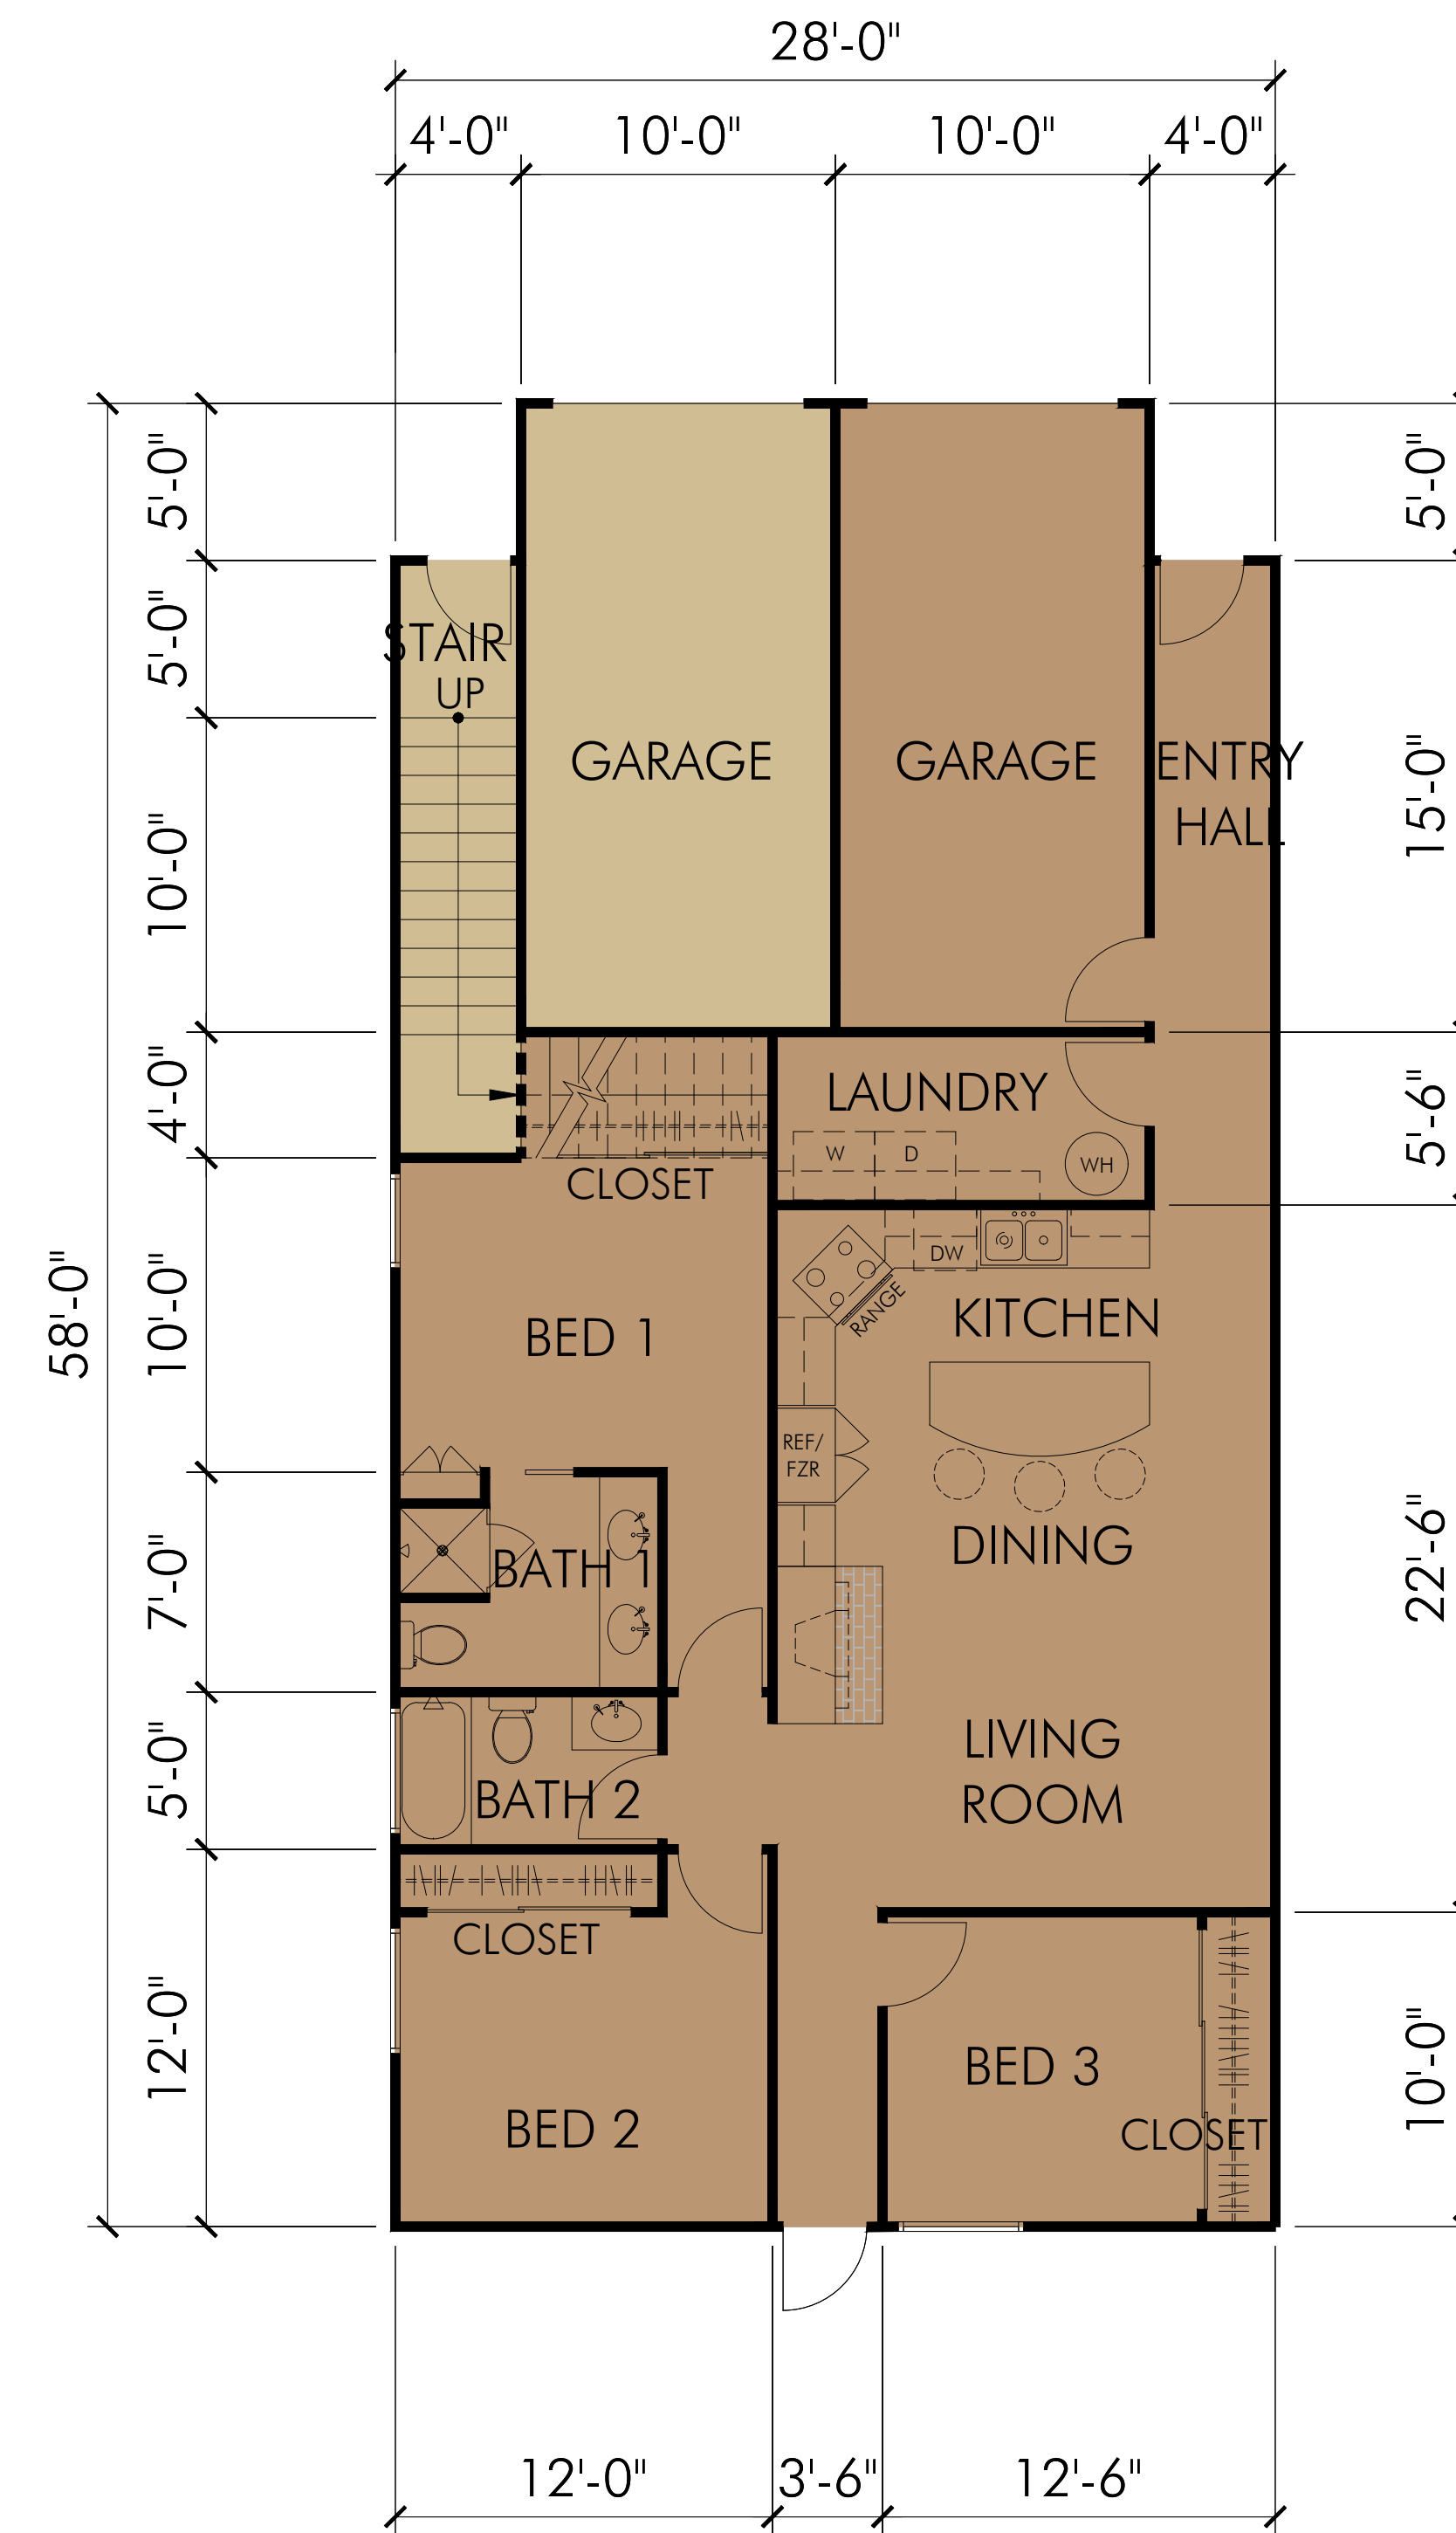 28'-0"
4'-0" 10'-0" 10'-0" 4'-0"
5'-0"
5'-0"
5'-0"
STAIR
UP
GARAGE
GARAGE
ENTRY
HALL
10'-0"
15'-0"
4'-0"
LAUNDRY
W
D
WH
5'-6"
CLOSET
58'-0"
10'-0"
BED 1
DW
RANGE
KITCHEN
REF/
FZR
DINING
22'-6"
7'-0"
BATH 1
5'-0"
BATH 2
LIVING
ROOM
CLOSET
12'-0"
BED 2
BED 3
CLOSET
10'-0"
12'-0" 3'-6" 12'-6"